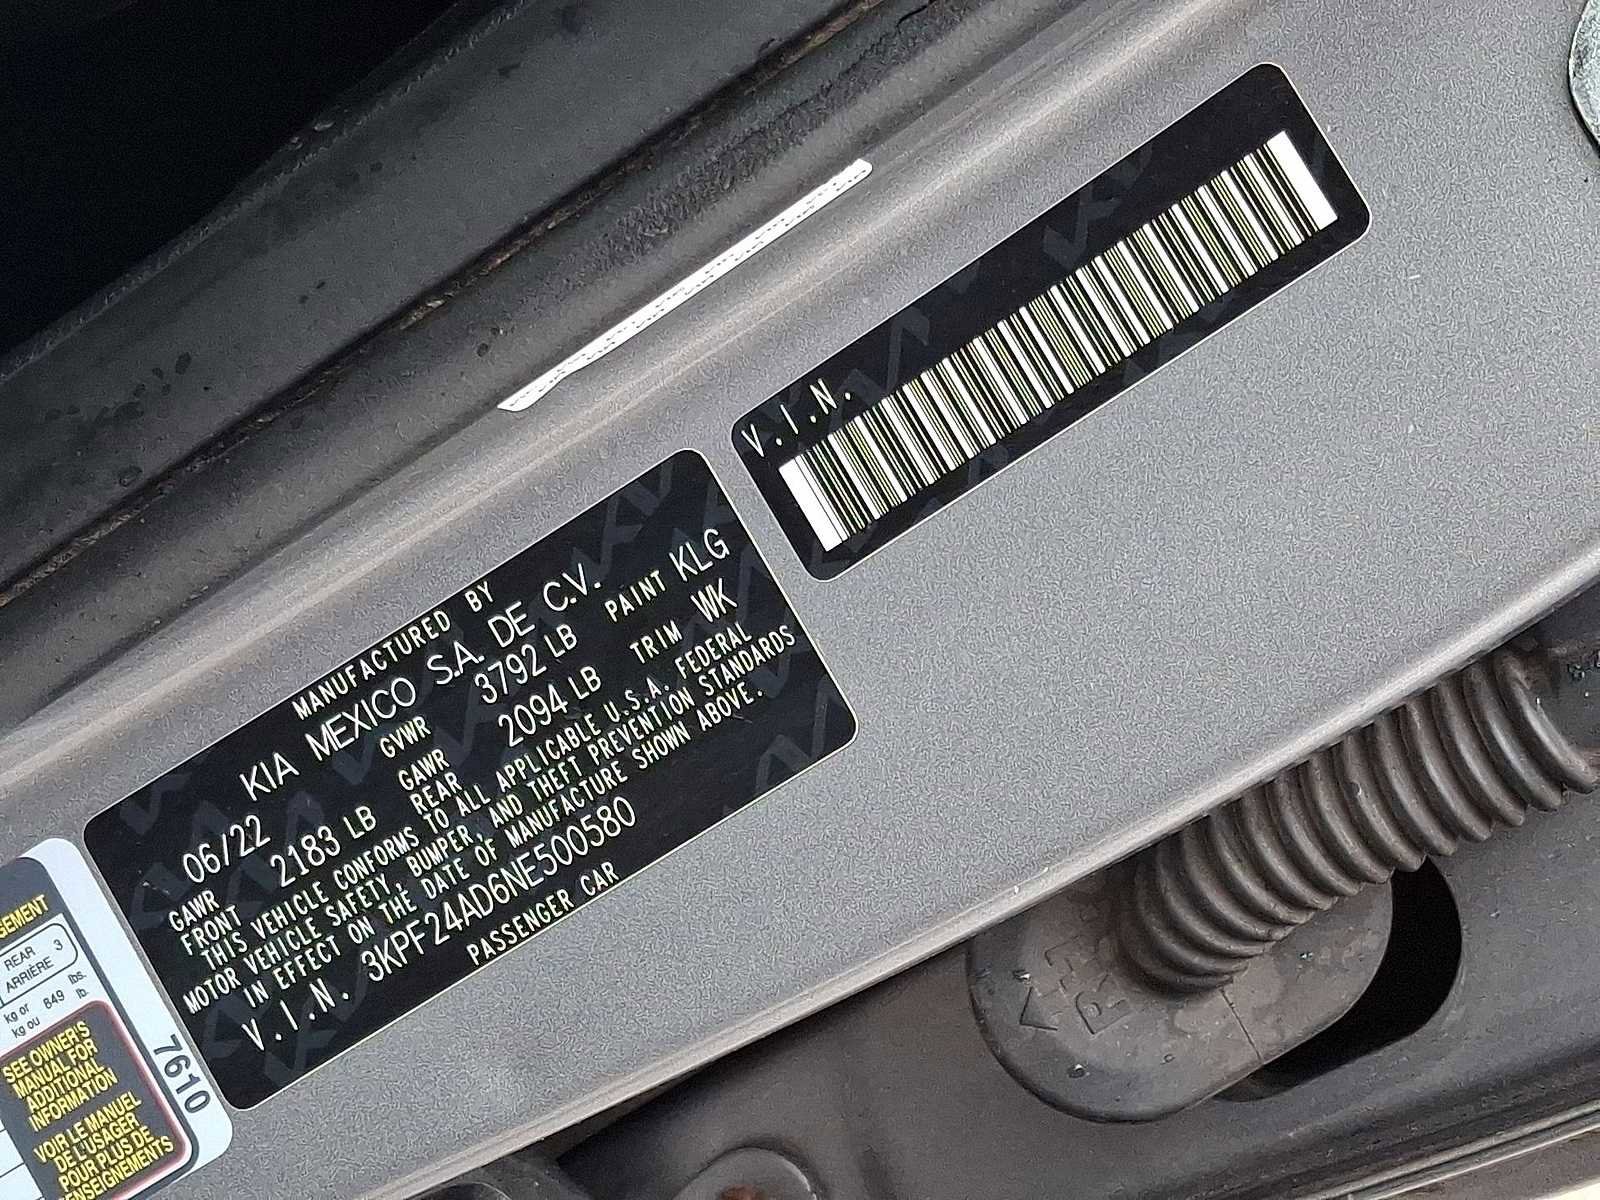 V.I.N.
MANUFACTURED BY
KIA MEXICO S.A. DE C.V.
06/22 GVWR 3792 LB PAINT KLG
GAWR FRONT 2183 LB GAWR REAR 2094 LB TRIM WK
THIS VEHICLE CONFORMS TO ALL APPLICABLE U.S.A. FEDERAL
MOTOR VEHICLE SAFETY, BUMPER, AND THEFT PREVENTION STANDARDS
IN EFFECT ON THE DATE OF MANUFACTURE SHOWN ABOVE.
V.I.N. 3KPF24AD6NE500580
PASSENGER CAR
REAR 3
ARRIÈRE
kg or 849 lbs.
kg ou lb.
SEE OWNER'S
MANUAL FOR
ADDITIONAL
INFORMATION
VOIR LE MANUEL
DE L'USAGER
POUR PLUS DE
7610